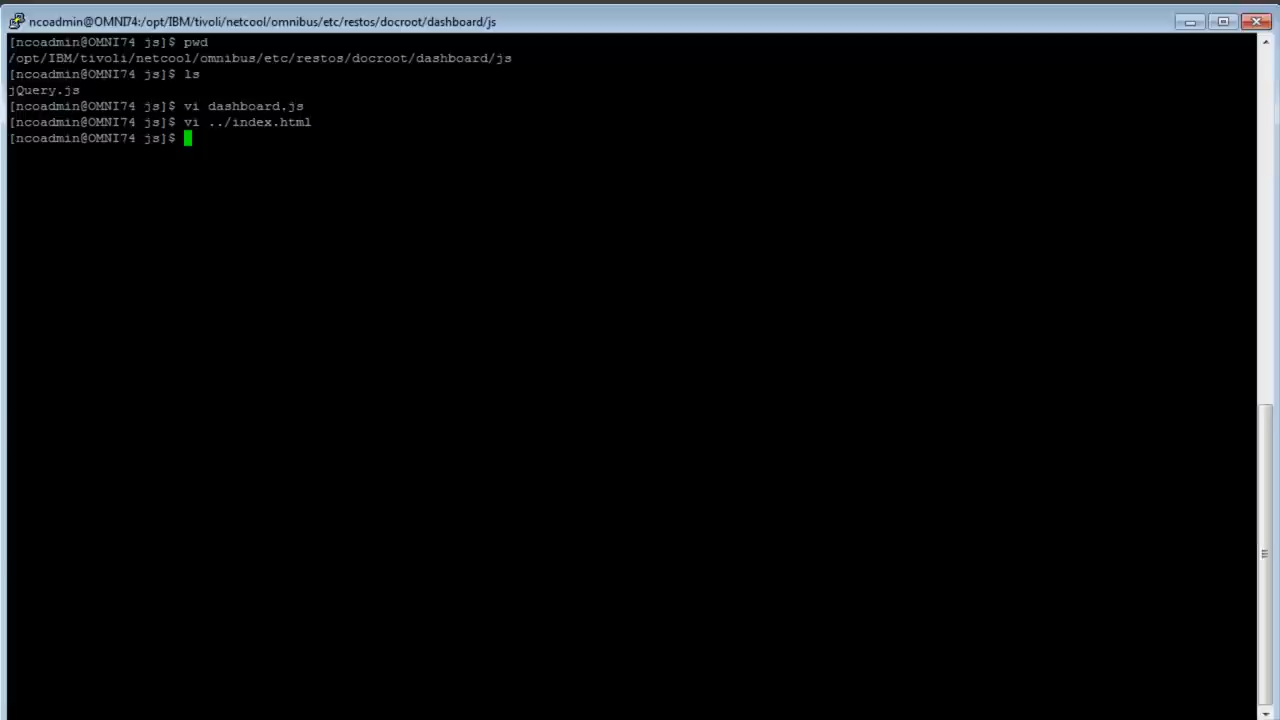 ncoadmin@OMNI74:/opt/IBM/tivoli/netcool/omnibus/etc/restos/docroot/dashboard/js
[ncoadmin@OMNI74 js]$ pwd
/opt/IBM/tivoli/netcool/omnibus/etc/restos/docroot/dashboard/js
[ncoadmin@OMNI74 js]$ ls
jQuery.js
[ncoadmin@OMNI74 js]$ vi dashboard.js
[ncoadmin@OMNI74 js]$ vi ../index.html
[ncoadmin@OMNI74 js]$